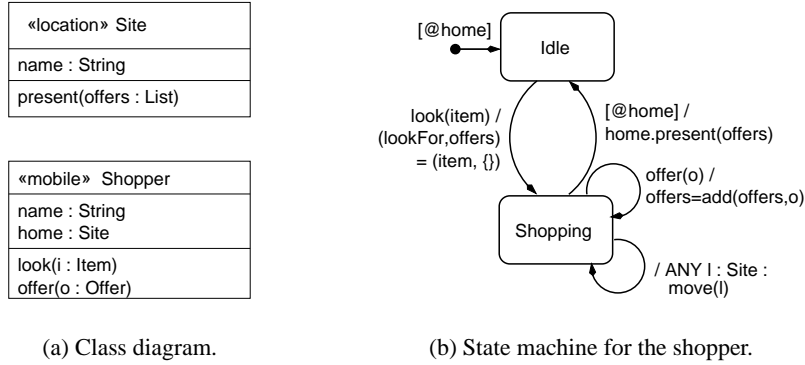 «location» Site
name : String
present(offers : List)
«mobile» Shopper
name : String
home : Site
look(i : Item)
offer(o : Offer)
(a) Class diagram.
[@home]
Idle
look(item) /
(lookFor,offers)
= (item, {})
[@home] /
home.present(offers)
offer(o) /
offers=add(offers,o)
Shopping
/ ANY l : Site :
move(l)
(b) State machine for the shopper.